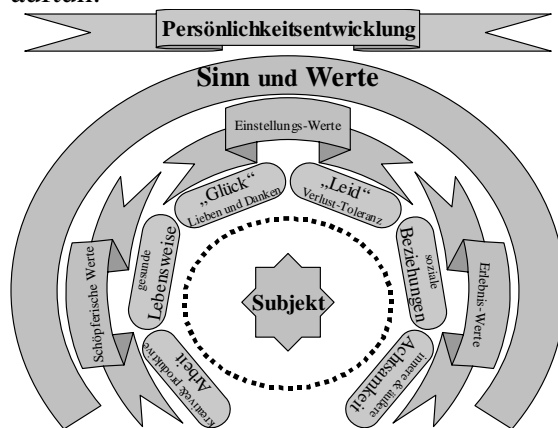 Persönlichkeitsentwicklung
Sinn und Werte
Einstellungs-Werte
„Glück"
Lieben und Danken
„Leid"
Verlust-Toleranz
Schöpferische Werte
gesunde
Lebensweise
soziale
Beziehungen
Erlebnis-Werte
Subjekt
kreative & produktive
Arbeit
innere & äußere
Achtsamkeit